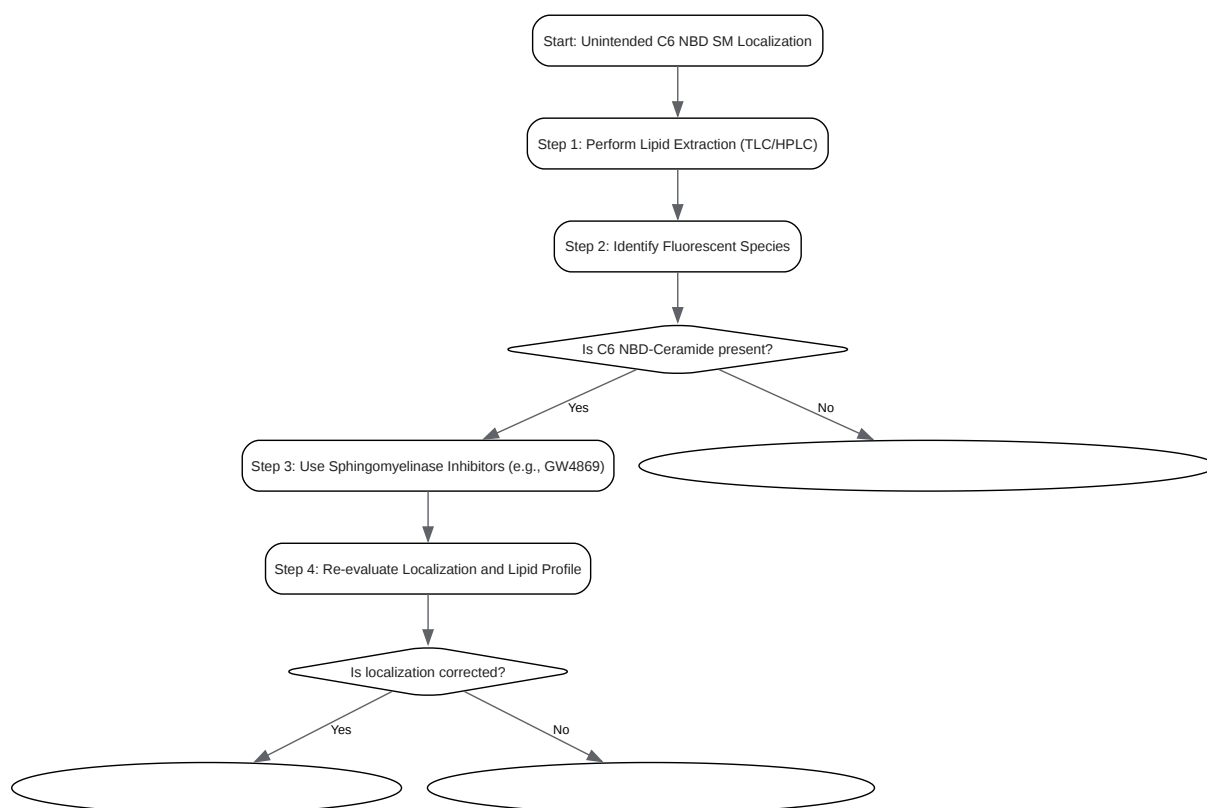 Start: Unintended C6 NBD SM Localization
Step 1: Perform Lipid Extraction (TLC/HPLC)
Step 2: Identify Fluorescent Species
Is C6 NBD-Ceramide present?
Yes
No
Step 3: Use Sphingomyelinase Inhibitors (e.g., GW4869)
Step 4: Re-evaluate Localization and Lipid Profile
Is localization corrected?
Yes
No